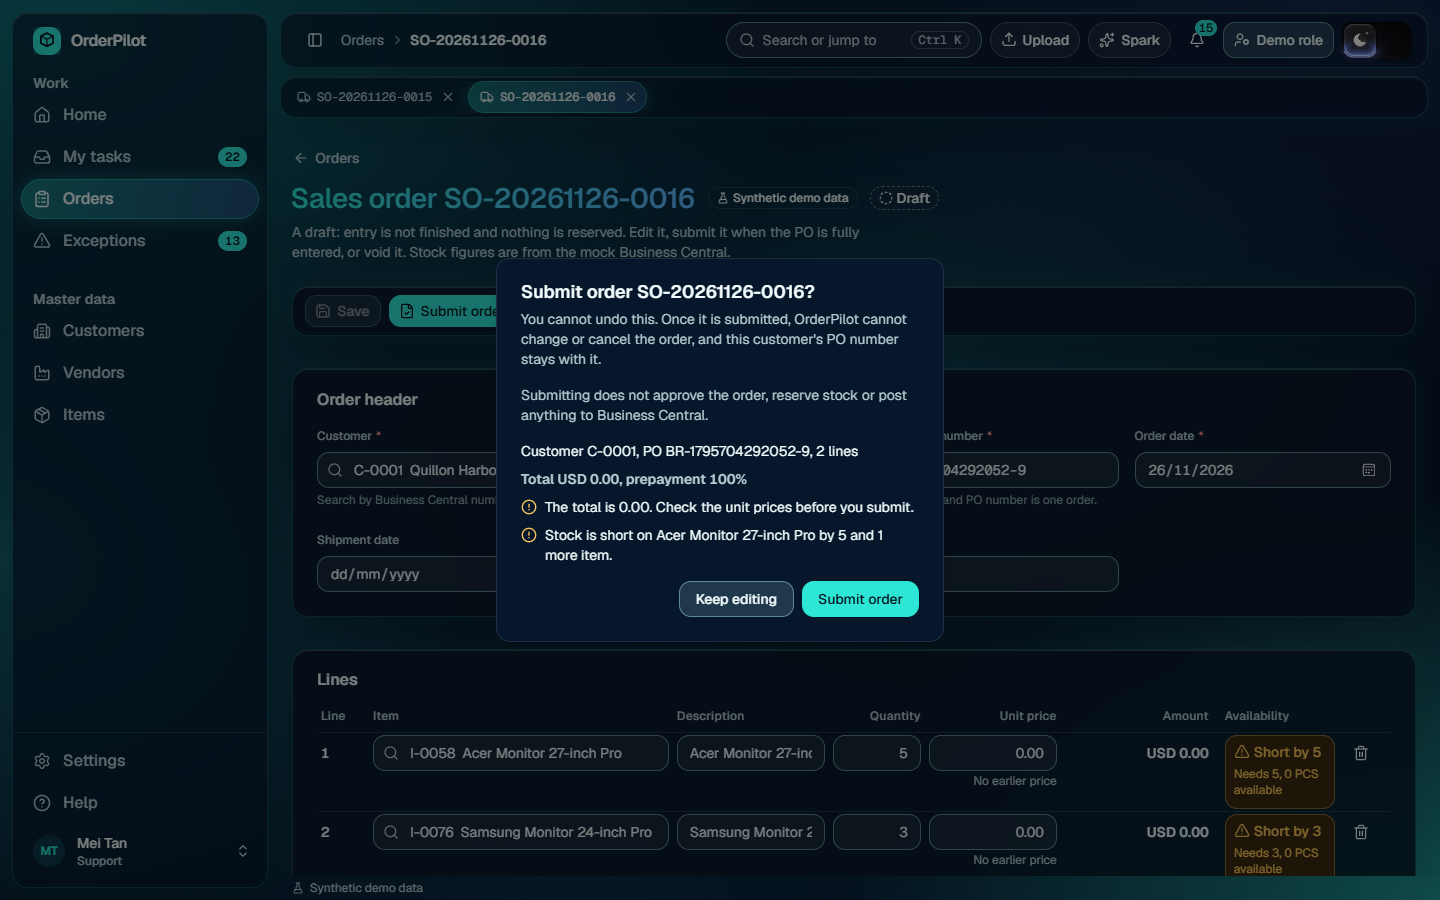 OrderPilot
Work
Home
My tasks 22
Orders
Exceptions 13
Master data
Customers
Vendors
Items
Settings
Help
MT Mei Tan
Support
Orders > SO-20261126-0016
Search or jump to Ctrl K
Upload
Spark
15
Demo role
SO-20261126-0015
SO-20261126-0016
Orders
Sales order SO-20261126-0016 Synthetic demo data Draft
A draft: entry is not finished and nothing is reserved. Edit it, submit it when the PO is fully
entered, or void it. Stock figures are from the mock Business Central.
Save
Submit orde
Submit order SO-20261126-0016?
You cannot undo this. Once it is submitted, OrderPilot cannot
change or cancel the order, and this customer's PO number
stays with it.
Submitting does not approve the order, reserve stock or post
anything to Business Central.
Customer C-0001, PO BR-1795704292052-9, 2 lines
Total USD 0.00, prepayment 100%
The total is 0.00. Check the unit prices before you submit.
Stock is short on Acer Monitor 27-inch Pro by 5 and 1
more item.
Keep editing
Submit order
Order header
Customer *
umber *
Order date *
C-0001 Quillon Harbo
04292052-9
26/11/2026
Search by Business Central num
and PO number is one order.
Shipment date
dd/mm/yyyy
Lines
Line Item Description Quantity Unit price Amount Availability
1 I-0058 Acer Monitor 27-inch Pro Acer Monitor 27-inc 5 0.00 USD 0.00 Short by 5
No earlier price
Needs 5, 0 PCS
available
2 I-0076 Samsung Monitor 24-inch Pro Samsung Monitor 2 3 0.00 USD 0.00 Short by 3
No earlier price
Needs 3, 0 PCS
available
Synthetic demo data